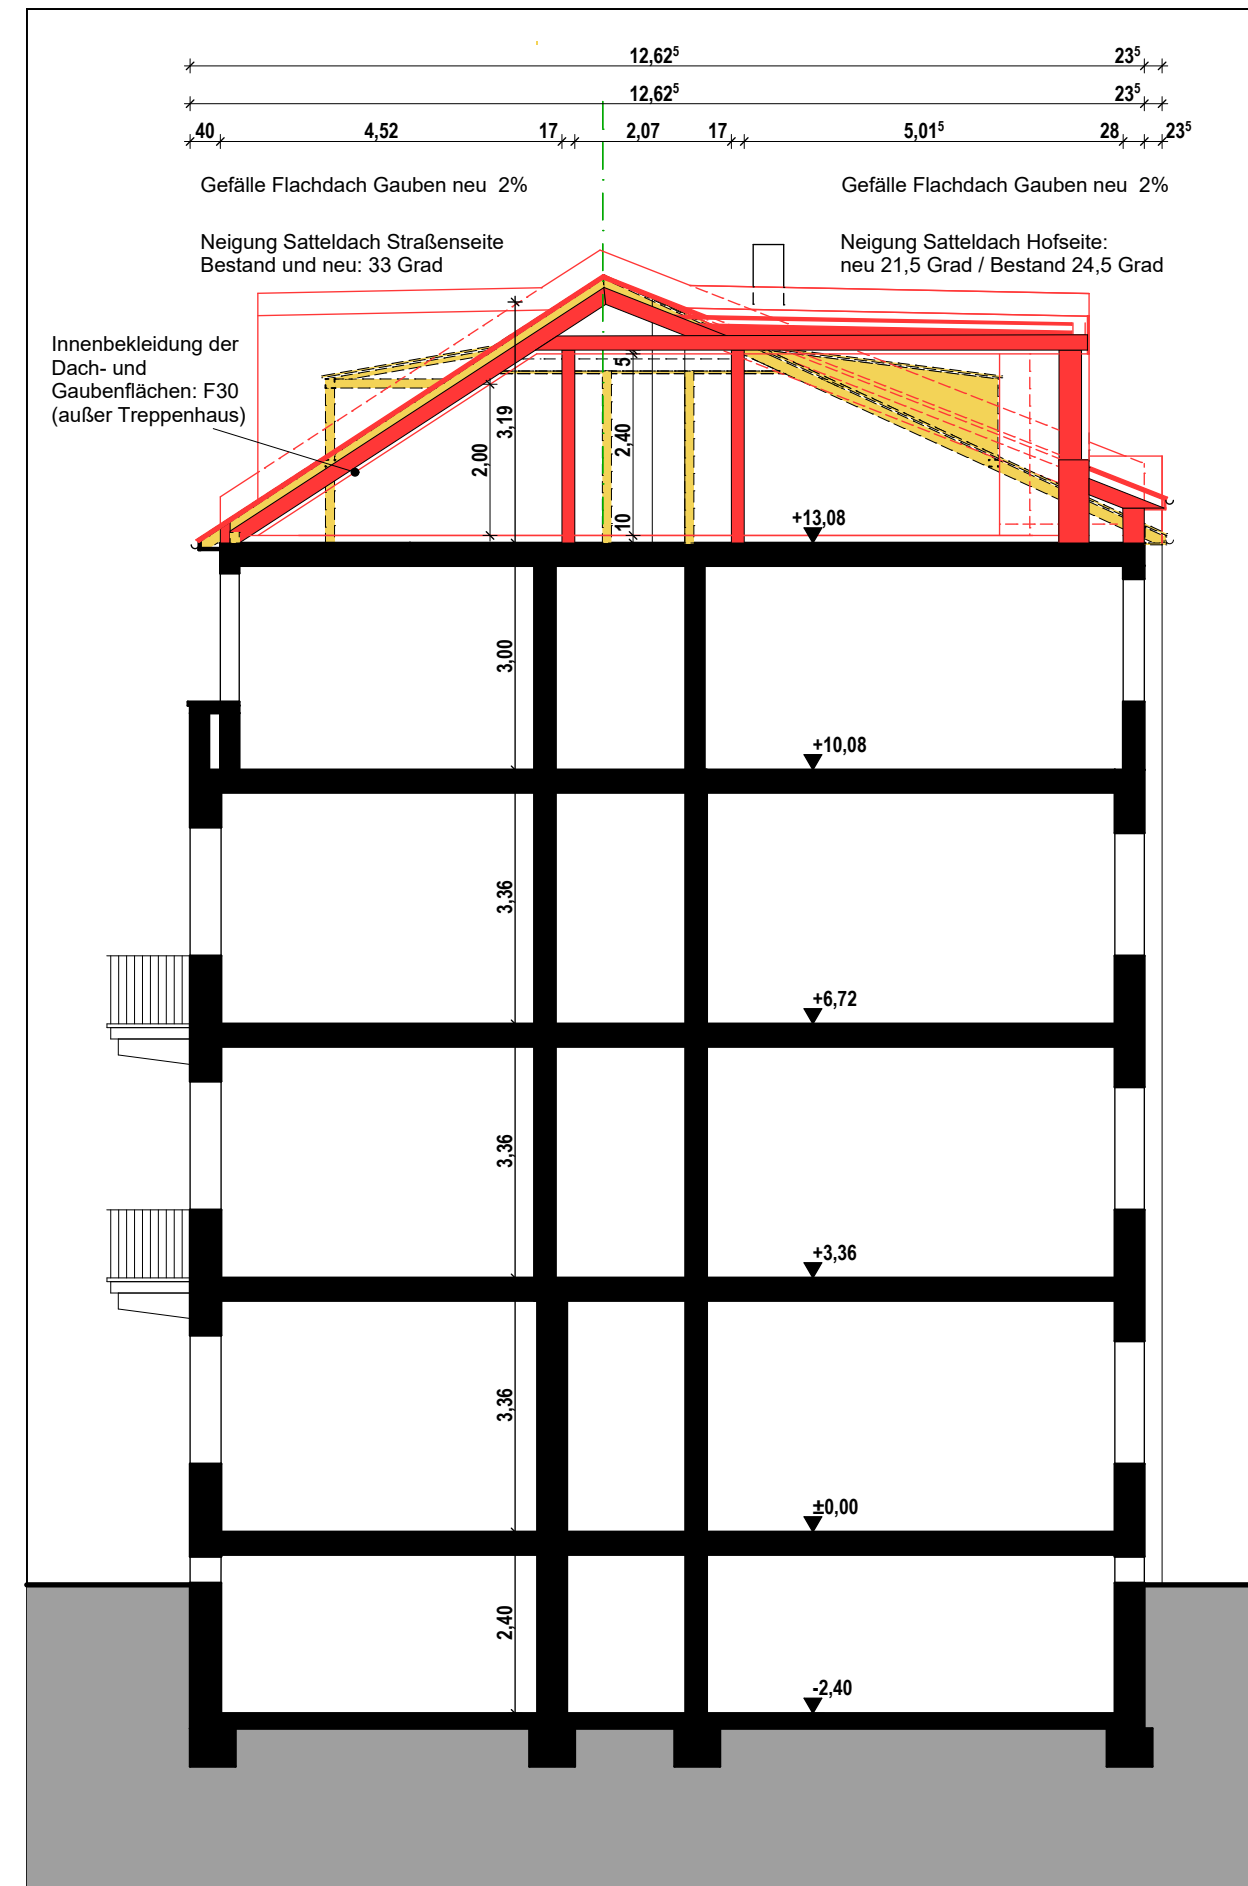 12,62⁵ 23⁵
12,62⁵ 23⁵
40 4,52 17 2,07 17 5,01⁵ 28 23⁵
Gefälle Flachdach Gauben neu 2%
Gefälle Flachdach Gauben neu 2%
Neigung Satteldach Straßenseite
Bestand und neu: 33 Grad
Neigung Satteldach Hofseite:
neu 21,5 Grad / Bestand 24,5 Grad
Innenbekleidung der
Dach- und
Gaubenflächen: F30
(außer Treppenhaus)
5
3,19
2,40
2,00
10
+13,08
3,00
+10,08
3,36
+6,72
3,36
+3,36
3,36
±0,00
2,40
-2,40